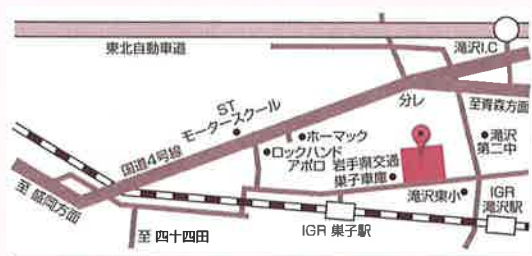 東北自動車道
滝沢I.C
至青森方面
分レ
ST
モータースクール
国道4号線
ホーマック
ロックハンド
アポロ
岩手県交通
巣子車庫
滝沢
第二中
滝沢東小
IGR
滝沢駅
IGR 巣子駅
至 盛岡方面
至 四十四田